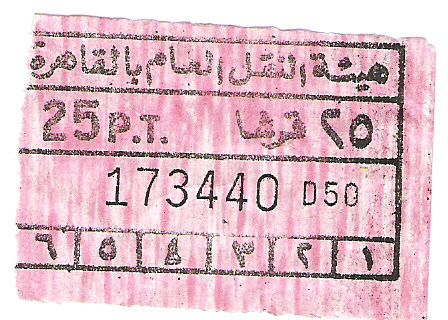 هيئة النقل العام بالقاهرة
25 P.T. ٢٥ قرشا
173440 D50
١ ٢ ٣ ٤ ٥ ٦